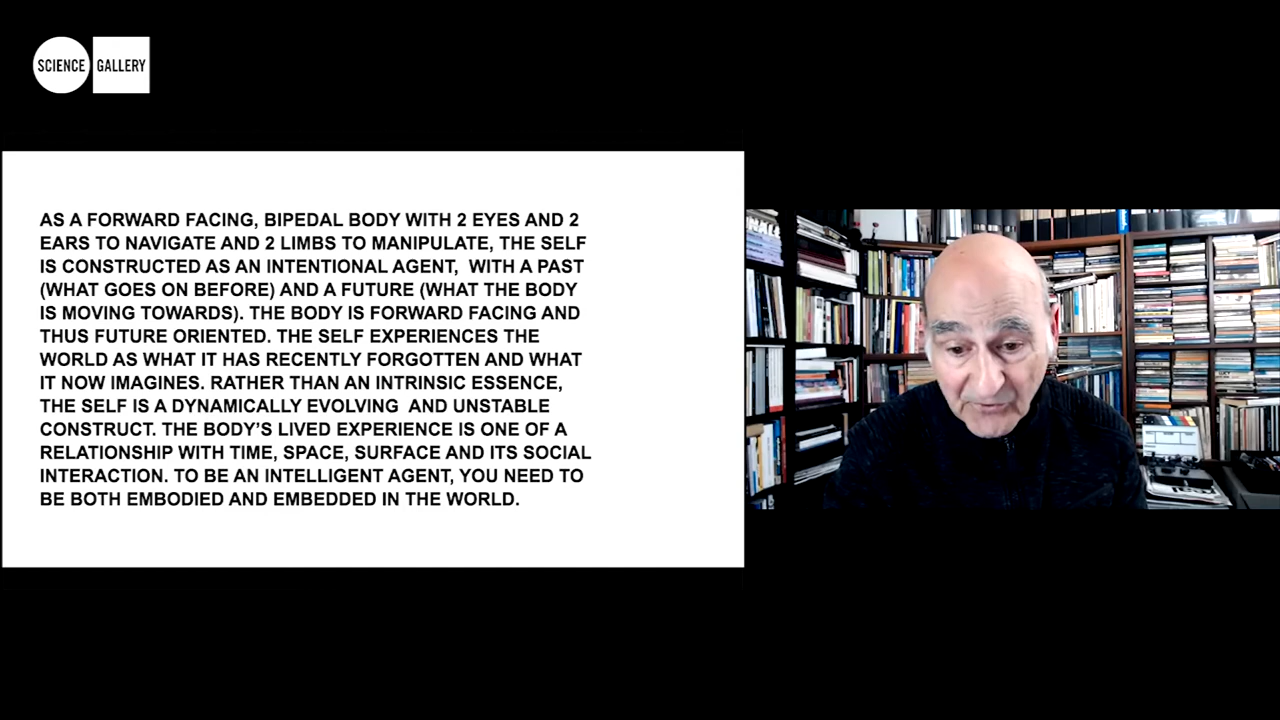 SCIENCE GALLERY
AS A FORWARD FACING, BIPEDAL BODY WITH 2 EYES AND 2
EARS TO NAVIGATE AND 2 LIMBS TO MANIPULATE, THE SELF
IS CONSTRUCTED AS AN INTENTIONAL AGENT,  WITH A PAST
(WHAT GOES ON BEFORE) AND A FUTURE (WHAT THE BODY
IS MOVING TOWARDS). THE BODY IS FORWARD FACING AND
THUS FUTURE ORIENTED. THE SELF EXPERIENCES THE
WORLD AS WHAT IT HAS RECENTLY FORGOTTEN AND WHAT
IT NOW IMAGINES. RATHER THAN AN INTRINSIC ESSENCE,
THE SELF IS A DYNAMICALLY EVOLVING  AND UNSTABLE
CONSTRUCT. THE BODY’S LIVED EXPERIENCE IS ONE OF A
RELATIONSHIP WITH TIME, SPACE, SURFACE AND ITS SOCIAL
INTERACTION. TO BE AN INTELLIGENT AGENT, YOU NEED TO
BE BOTH EMBODIED AND EMBEDDED IN THE WORLD.